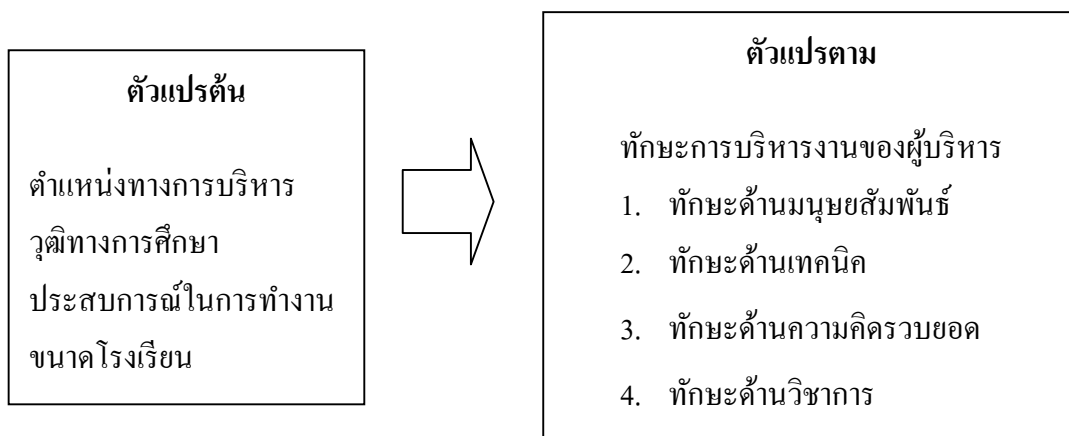 ตัวแปรต้น
ตำแหน่งทางการบริหาร
วุฒิทางการศึกษา
ประสบการณ์ในการทำงาน
ขนาดโรงเรียน
ตัวแปรตาม
ทักษะการบริหารงานของผู้บริหาร
1. ทักษะด้านมนุษยสัมพันธ์
2. ทักษะด้านเทคนิค
3. ทักษะด้านความคิดรวบยอด
4. ทักษะด้านวิชาการ